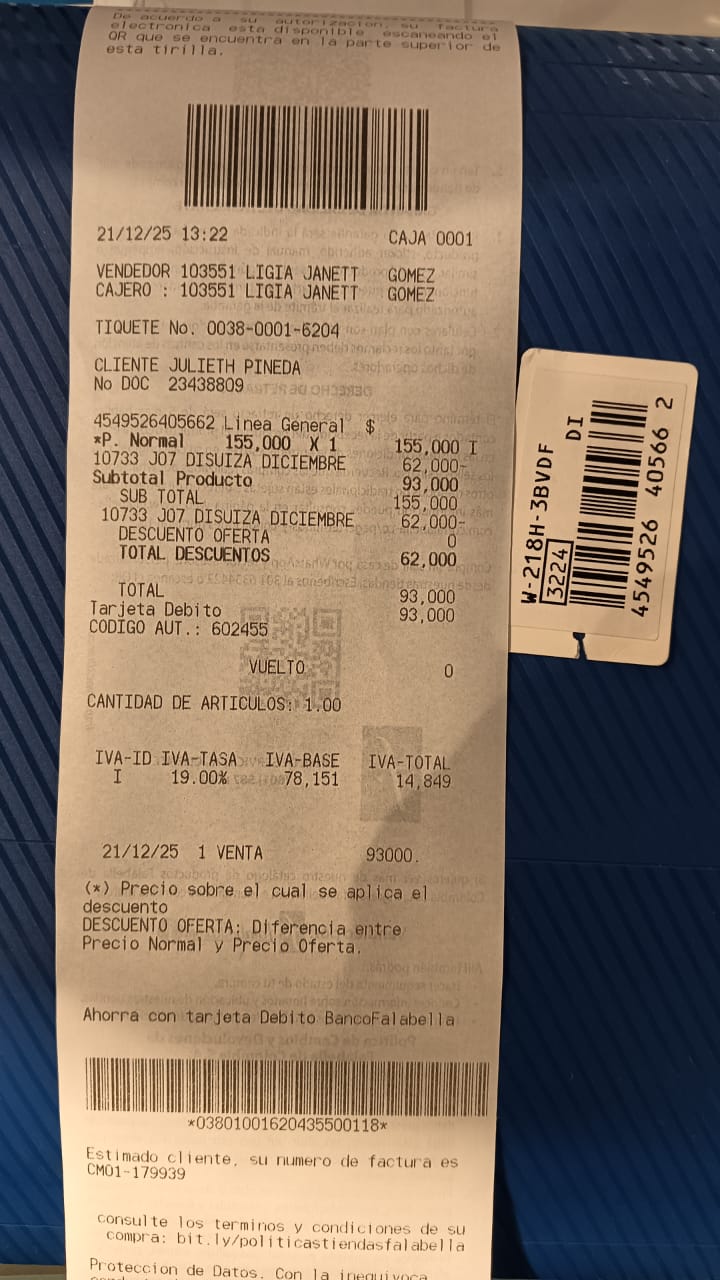 De acuerdo a su autorizacion, su factura
electronica esta disponible escaneando el
QR que se encuentra en la parte superior de
esta tirilla.
21/12/25 13:22 CAJA 0001
VENDEDOR 103551 LIGIA JANETT GOMEZ
CAJERO : 103551 LIGIA JANETT GOMEZ
TIQUETE No. 0038-0001-6204
CLIENTE JULIETH PINEDA
No DOC 23438809
4549526405662 Linea General $
*P. Normal 155,000 X 1 155,000 I
10733 J07 DISUIZA DICIEMBRE 62,000-
Subtotal Producto 93,000
SUB TOTAL 155,000
10733 J07 DISUIZA DICIEMBRE 62,000-
DESCUENTO OFERTA 0
TOTAL DESCUENTOS 62,000
TOTAL 93,000
Tarjeta Debito 93,000
CODIGO AUT.: 602455
VUELTO 0
CANTIDAD DE ARTICULOS: 1.00
IVA-ID IVA-TASA IVA-BASE IVA-TOTAL
I 19.00% 78,151 14,849
21/12/25 1 VENTA 93000.
(*) Precio sobre el cual se aplica el
descuento
DESCUENTO OFERTA: Diferencia entre
Precio Normal y Precio Oferta.
Ahorra con tarjeta Debito BancoFalabella
*03801001620435500118*
Estimado cliente, su numero de factura es
CM01-179939
consulte los terminos y condiciones de su
compra: bit.ly/politicastiendasfalabella
Proteccion de Datos. Con la inequivoca
W-218H-3BVDF
3224 DI
4549526 40566 2